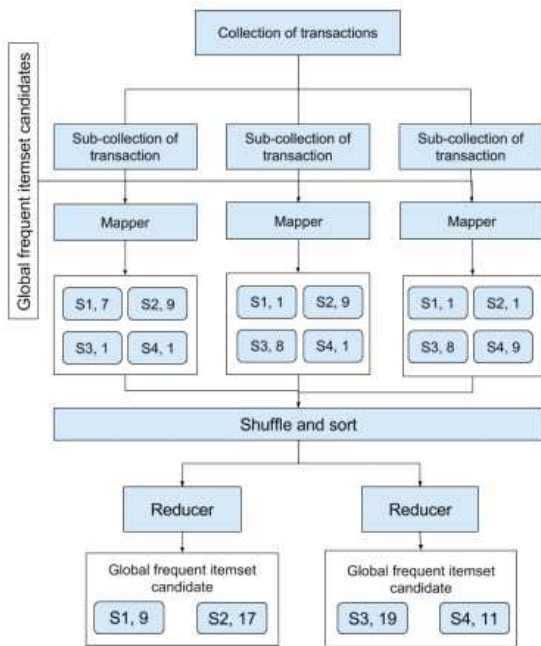 Collection of transactions
Global frequent itemset candidates
Sub-collection of
transaction
Sub-collection of
transaction
Sub-collection of
transaction
Mapper
Mapper
Mapper
S1, 7
S2, 9
S3, 1
S4, 1
S1, 1
S2, 9
S3, 8
S4, 1
S1, 1
S2, 1
S3, 8
S4, 9
Shuffle and sort
Reducer
Reducer
Global frequent itemset
candidate
S1, 9
S2, 17
Global frequent itemset
candidate
S3, 19
S4, 11